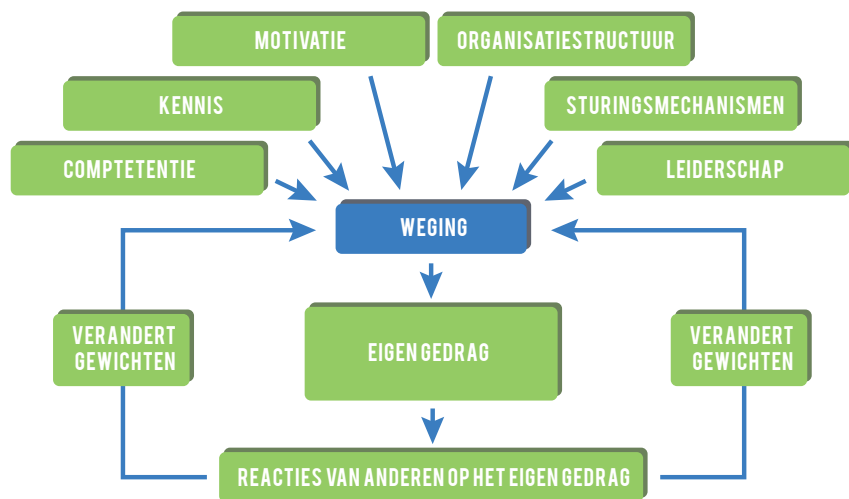 MOTIVATIE
ORGANISATIESTRUCTUUR
KENNIS
STURINGSMECHANISMEN
COMPTETENTIE
LEIDERSCHAP
WEGING
VERANDERT
GEWICHTEN
EIGEN GEDRAG
VERANDERT
GEWICHTEN
REACTIES VAN ANDEREN OP HET EIGEN GEDRAG